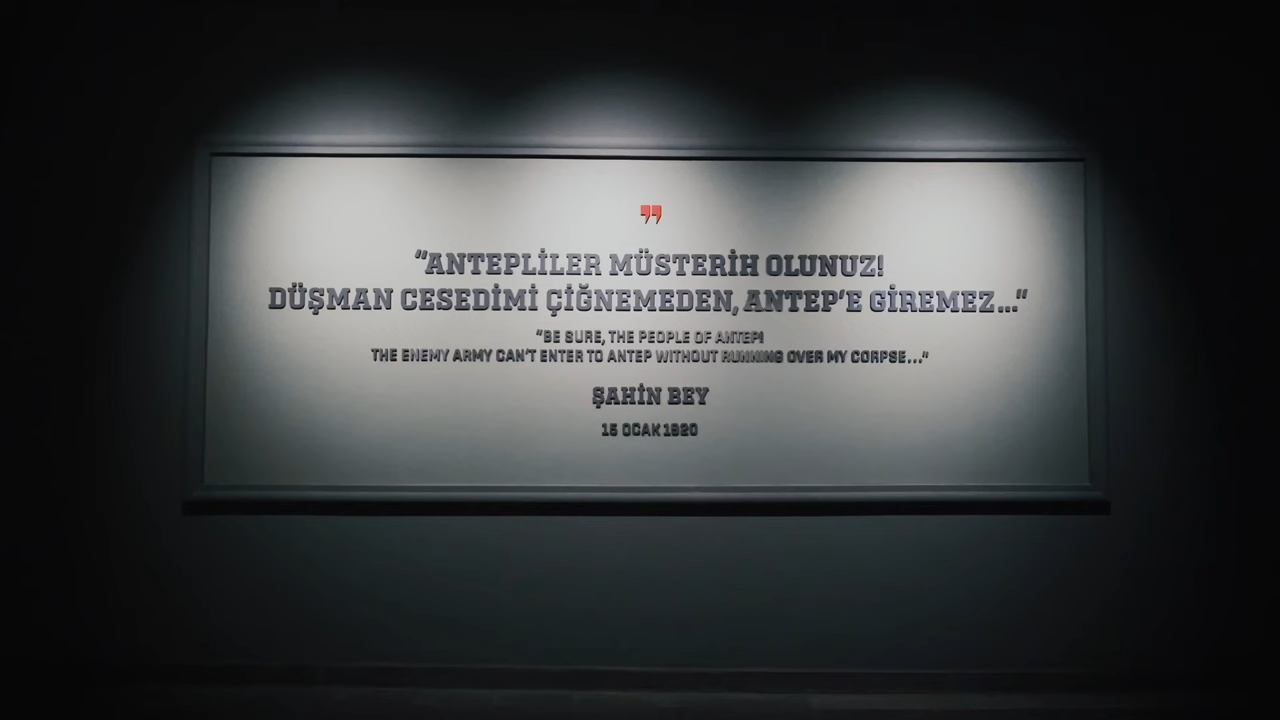 ”
“ANTEPLİLER MÜSTERİH OLUNUZ!
DÜŞMAN CESEDİMİ ÇİĞNEMEDEN, ANTEP'E GİREMEZ..."
“BE SURE, THE PEOPLE OF ANTEP!
THE ENEMY ARMY CAN'T ENTER TO ANTEP WITHOUT RUNNING OVER MY CORPSE..."
ŞAHİN BEY
15 OCAK 1920